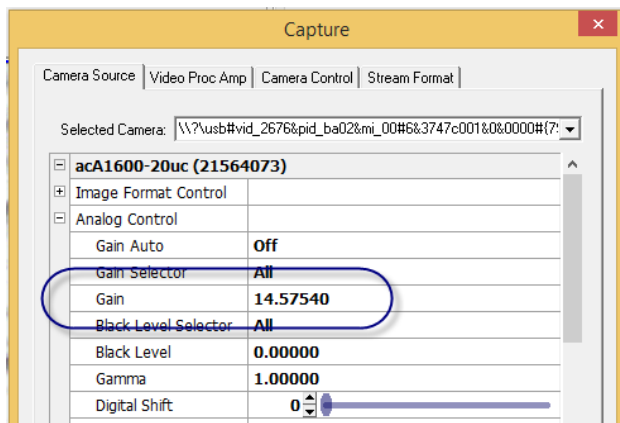 Capture
Camera Source Video Proc Amp Camera Control Stream Format
Selected Camera: \\?\usb#vid_2676&pid_ba02&mi_00#6&3747c001&0&0000#{7
acA1600-20uc (21564073)
Image Format Control
Analog Control
Gain Auto Off
Gain Selector All
Gain 14.57540
Black Level Selector All
Black Level 0.00000
Gamma 1.00000
Digital Shift 0